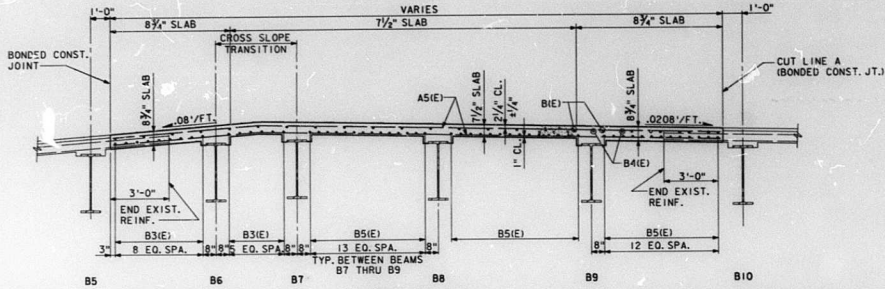 VARIES
1'-0"
1'-0"
8¾" SLAB
7½" SLAB
8¾" SLAB
CROSS SLOPE
TRANSITION
BONDED CONST.
JOINT
CUT LINE A
(BONDED CONST. JT.)
A5(E)
7½" SLAB
2¼" CL.
±¼"
B(E)
8¾" SLAB
8¾" SLAB
.08'/FT.
.0208'/FT.
1" CL.
B4(E)
3'-0"
END EXIST.
REINF.
3'-0"
END EXIST.
REINF.
B3(E)
B3(E)
B5(E)
B5(E)
B5(E)
3"
8 EQ. SPA.
8"
8"
5 EQ. SPA.
8"
8"
13 EQ. SPA.
8"
8"
12 EQ. SPA.
TYP. BETWEEN BEAMS
B7 THRU B9
B5
B6
B7
B8
B9
B10